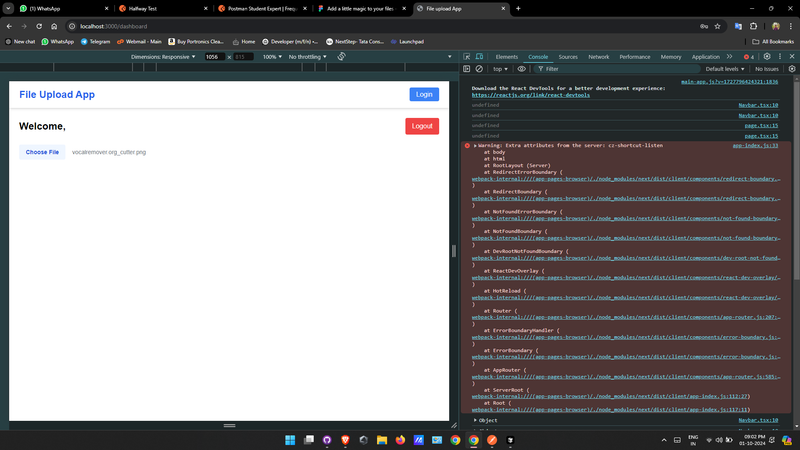 (1) WhatsApp
Halfway Test
Postman Student Expert | Freq
Add a little magic to your files
File upload App
localhost:3000/dashboard
New chat
WhatsApp
Telegram
Webmail - Main
Buy Portronics Clean...
Home
Developer (m/f/n) •...
NextStep- Tata Cons...
Launchpad
All Bookmarks
Dimensions: Responsive
1056
×
815
100%
No throttling
Elements
Console
Sources
Network
Performance
Memory
Application
4
top
Filter
Default levels
No Issues
File Upload App
Login
Welcome,
Logout
Choose File
vocalremover.org_cutter.png
main-app.js?v=1727796424321:1836
Download the React DevTools for a better development experience:
https://reactjs.org/link/react-devtools
undefined
Navbar.tsx:10
undefined
Navbar.tsx:10
undefined
page.tsx:15
undefined
page.tsx:15
Warning: Extra attributes from the server: cz-shortcut-listen
app-index.js:33
at body
at html
at RootLayout (Server)
at RedirectErrorBoundary (
webpack-internal:///(app-pages-browser)/./node_modules/next/dist/client/components/redirect-boundary.…
)
at RedirectBoundary (
webpack-internal:///(app-pages-browser)/./node_modules/next/dist/client/components/redirect-boundary.…
)
at NotFoundErrorBoundary (
webpack-internal:///(app-pages-browser)/./node_modules/next/dist/client/components/not-found-boundary…
)
at NotFoundBoundary (
webpack-internal:///(app-pages-browser)/./node_modules/next/dist/client/components/not-found-boundary…
)
at DevRootNotFoundBoundary (
webpack-internal:///(app-pages-browser)/./node_modules/next/dist/client/components/dev-root-not-found…
)
at ReactDevOverlay (
webpack-internal:///(app-pages-browser)/./node_modules/next/dist/client/components/react-dev-overlay/…
)
at HotReload (
webpack-internal:///(app-pages-browser)/./node_modules/next/dist/client/components/react-dev-overlay/…
)
at Router (
webpack-internal:///(app-pages-browser)/./node_modules/next/dist/client/components/app-router.js:207:…
)
at ErrorBoundaryHandler (
webpack-internal:///(app-pages-browser)/./node_modules/next/dist/client/components/error-boundary.js:…
)
at ErrorBoundary (
webpack-internal:///(app-pages-browser)/./node_modules/next/dist/client/components/error-boundary.js:…
)
at AppRouter (
webpack-internal:///(app-pages-browser)/./node_modules/next/dist/client/components/app-router.js:585:…
)
at ServerRoot (
webpack-internal:///(app-pages-browser)/./node_modules/next/dist/client/app-index.js:112:27)
at Root (
webpack-internal:///(app-pages-browser)/./node_modules/next/dist/client/app-index.js:117:11)
Object
Navbar.tsx:10
ENG
IN
09:02 PM
01-10-2024